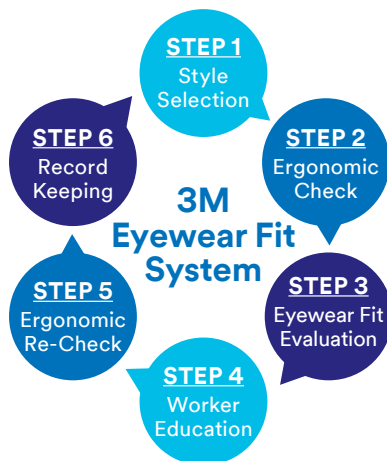 STEP 1
Style
Selection
STEP 2
Ergonomic
Check
STEP 3
Eyewear Fit
Evaluation
STEP 4
Worker
Education
STEP 5
Ergonomic
Re-Check
STEP 6
Record
Keeping
3M
Eyewear Fit
System